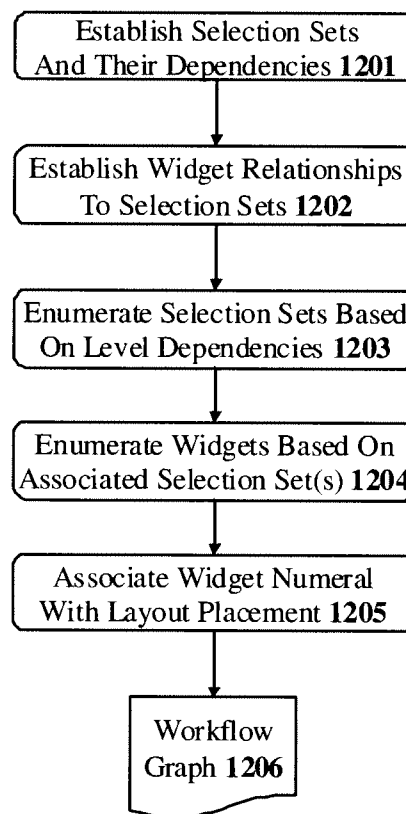 Establish Selection Sets
And Their Dependencies 1201
Establish Widget Relationships
To Selection Sets 1202
Enumerate Selection Sets Based
On Level Dependencies 1203
Enumerate Widgets Based On
Associated Selection Set(s) 1204
Associate Widget Numeral
With Layout Placement 1205
Workflow
Graph 1206